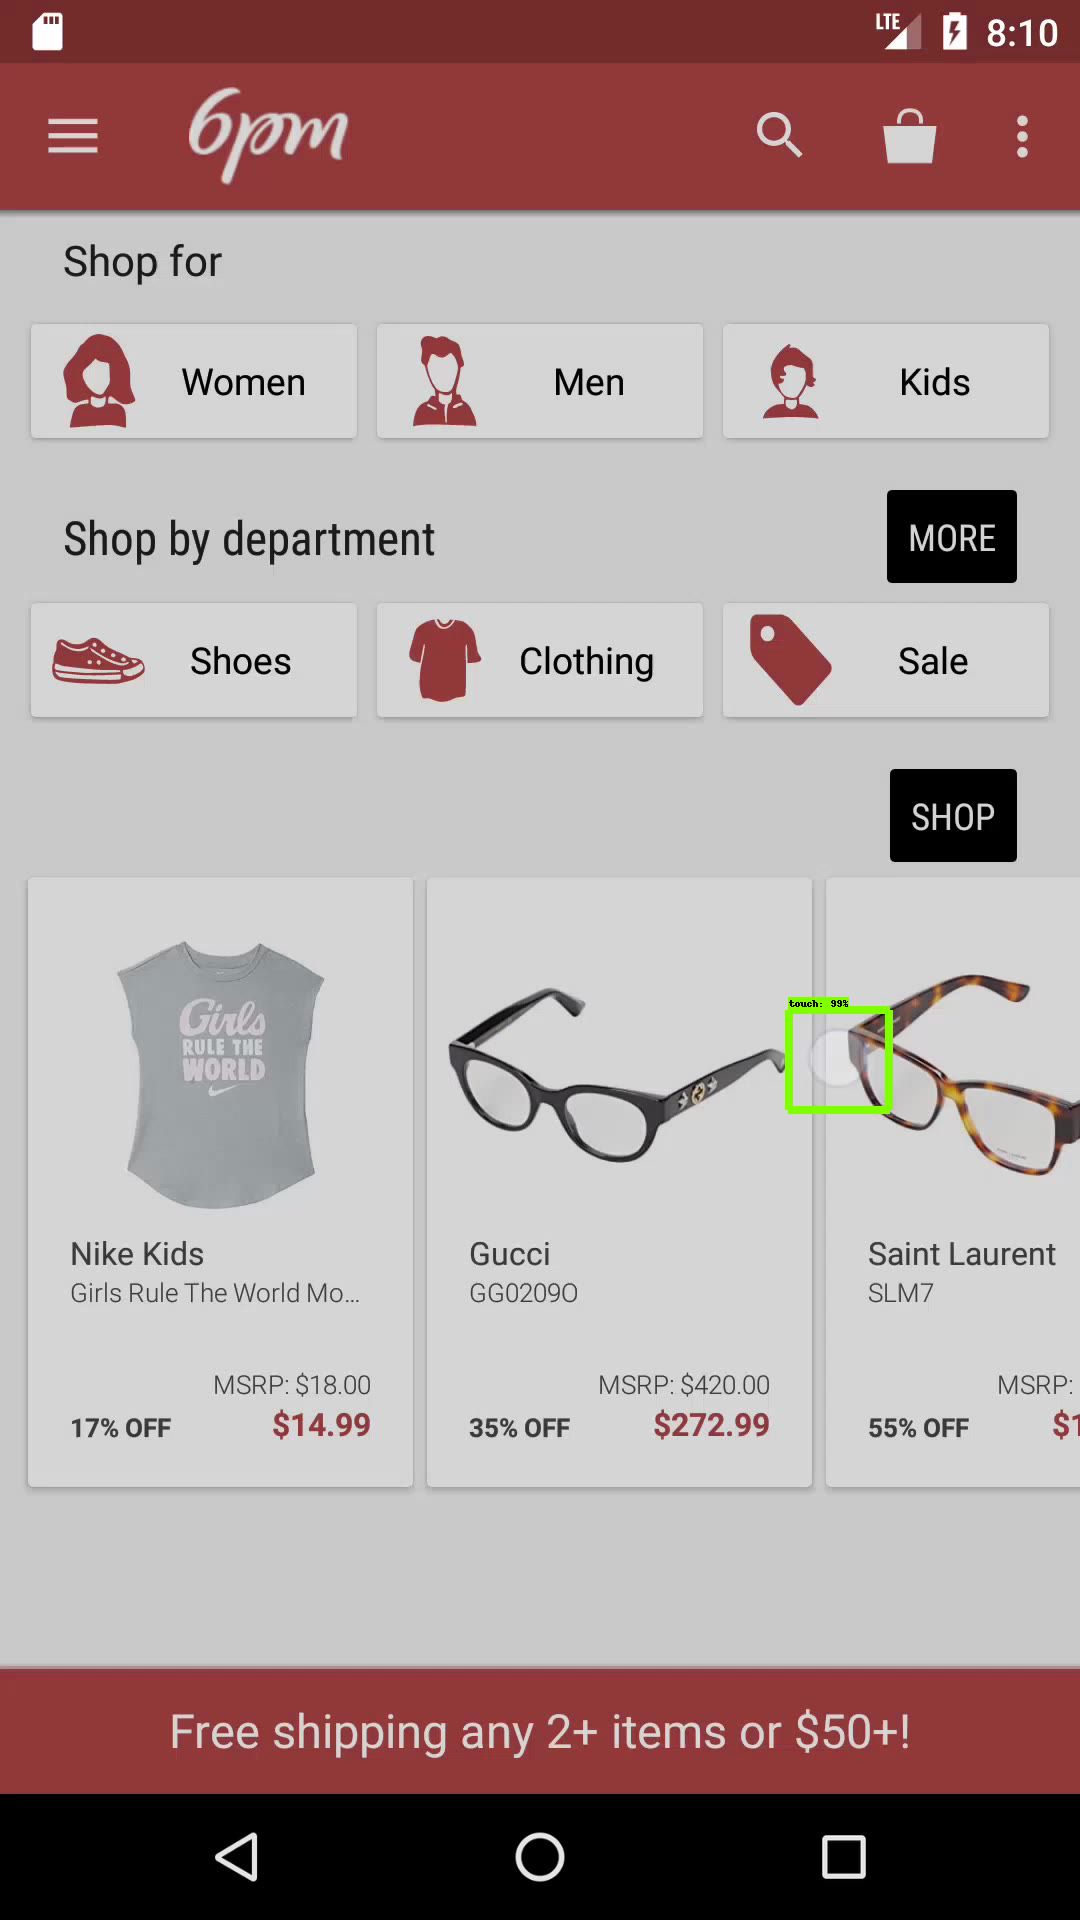 LTE 8:10
6pm
Shop for
Women Men Kids
Shop by department MORE
Shoes Clothing Sale
SHOP
Girls
RULE THE
WORLD
touch: 99%
Nike Kids
Girls Rule The World Mo...
MSRP: $18.00
17% OFF $14.99
Gucci
GG0209O
MSRP: $420.00
35% OFF $272.99
Saint Laurent
SLM7
MSRP:
55% OFF $1
Free shipping any 2+ items or $50+!